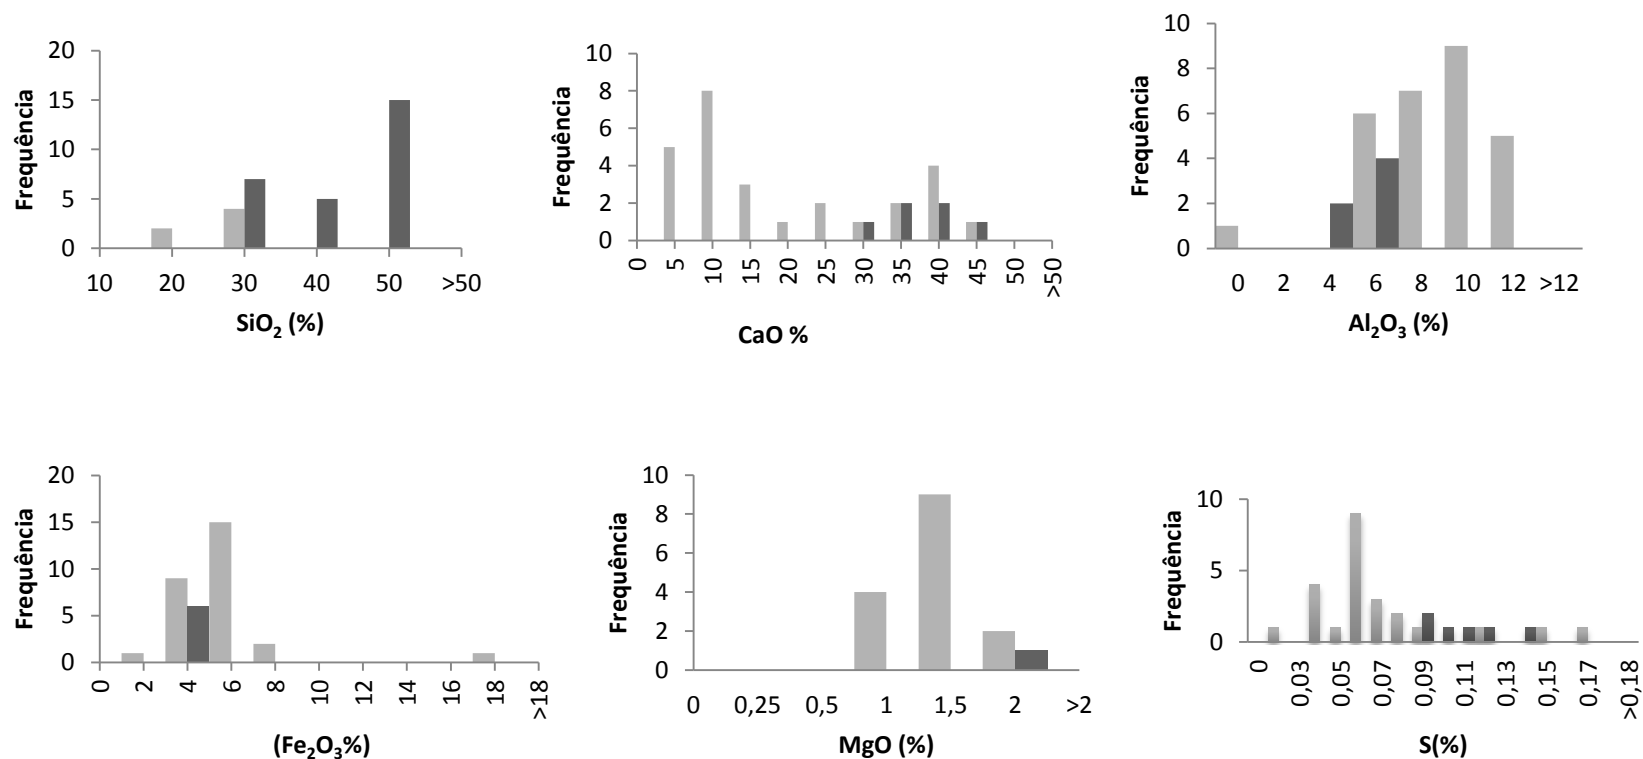 20
15
10
5
0
Frequência
10 20 30 40 50 >50
SiO₂ (%)
10
8
6
4
2
0
Frequência
0 5 10 15 20 25 30 35 40 45 50 >50
CaO %
10
8
6
4
2
0
Frequência
0 2 4 6 8 10 12 >12
Al₂O₃ (%)
20
15
10
5
0
Frequência
0 2 4 6 8 10 12 14 16 18 >18
(Fe₂O₃%)
10
8
6
4
2
0
Frequência
0 0,25 0,5 1 1,5 2 >2
MgO (%)
10
5
0
Frequência
0 0,03 0,05 0,07 0,09 0,11 0,13 0,15 0,17 >0,18
S(%)